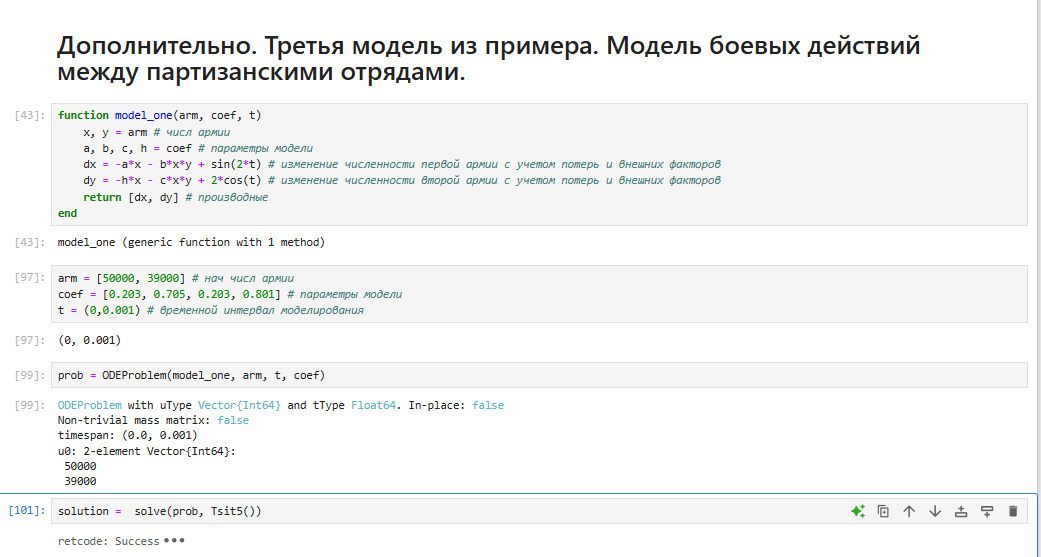 Дополнительно. Третья модель из примера. Модель боевых действий
между партизанскими отрядами.
[43]: function model_one(arm, coef, t)
x, y = arm # числ армии
a, b, c, h = coef # параметры модели
dx = -a*x - b*x*y + sin(2*t) # изменение численности первой армии с учетом потерь и внешних факторов
dy = -h*x - c*x*y + 2*cos(t) # изменение численности второй армии с учетом потерь и внешних факторов
return [dx, dy] # производные
end
[43]: model_one (generic function with 1 method)
[97]: arm = [50000, 39000] # нач числ армии
coef = [0.203, 0.705, 0.203, 0.801] # параметры модели
t = (0,0.001) # временной интервал моделирования
[97]: (0, 0.001)
[99]: prob = ODEProblem(model_one, arm, t, coef)
[99]: ODEProblem with uType Vector{Int64} and tType Float64. In-place: false
Non-trivial mass matrix: false
timespan: (0.0, 0.001)
u0: 2-element Vector{Int64}:
50000
39000
[101]: solution =  solve(prob, Tsit5())
retcode: Success •••